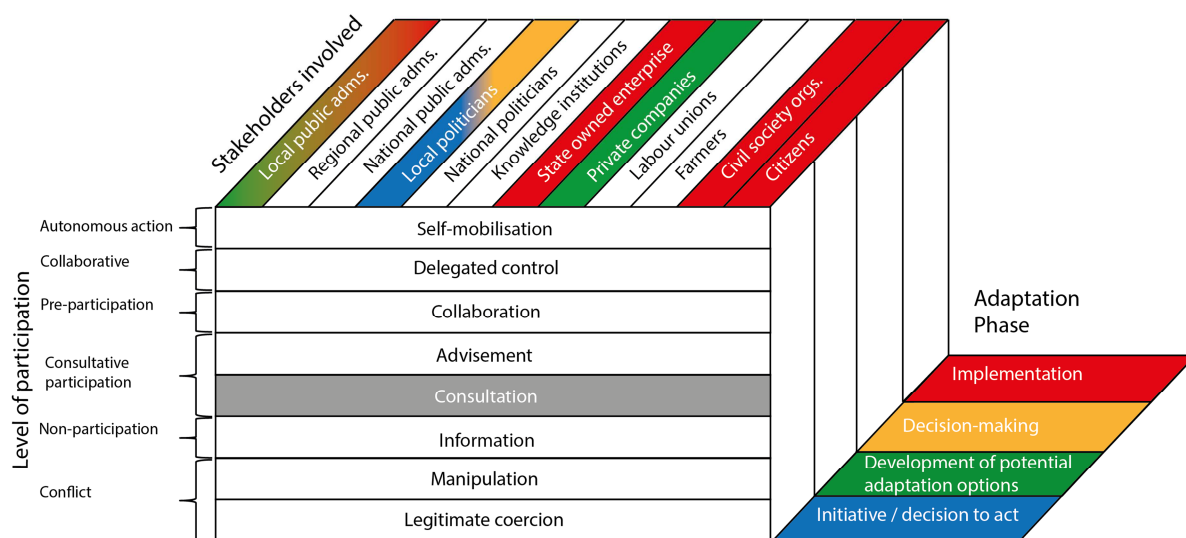 Stakeholders involved
Local public adms.
Regional public adms.
National public adms.
Local politicians
National politicians
Knowledge institutions
State owned enterprise
Private companies
Labour unions
Farmers
Civil society orgs.
Citizens
Level of participation
Autonomous action
Self-mobilisation
Collaborative
Delegated control
Pre-participation
Collaboration
Consultative
participation
Advisement
Consultation
Non-participation
Information
Conflict
Manipulation
Legitimate coercion
Adaptation
Phase
Implementation
Decision-making
Development of potential
adaptation options
Initiative / decision to act